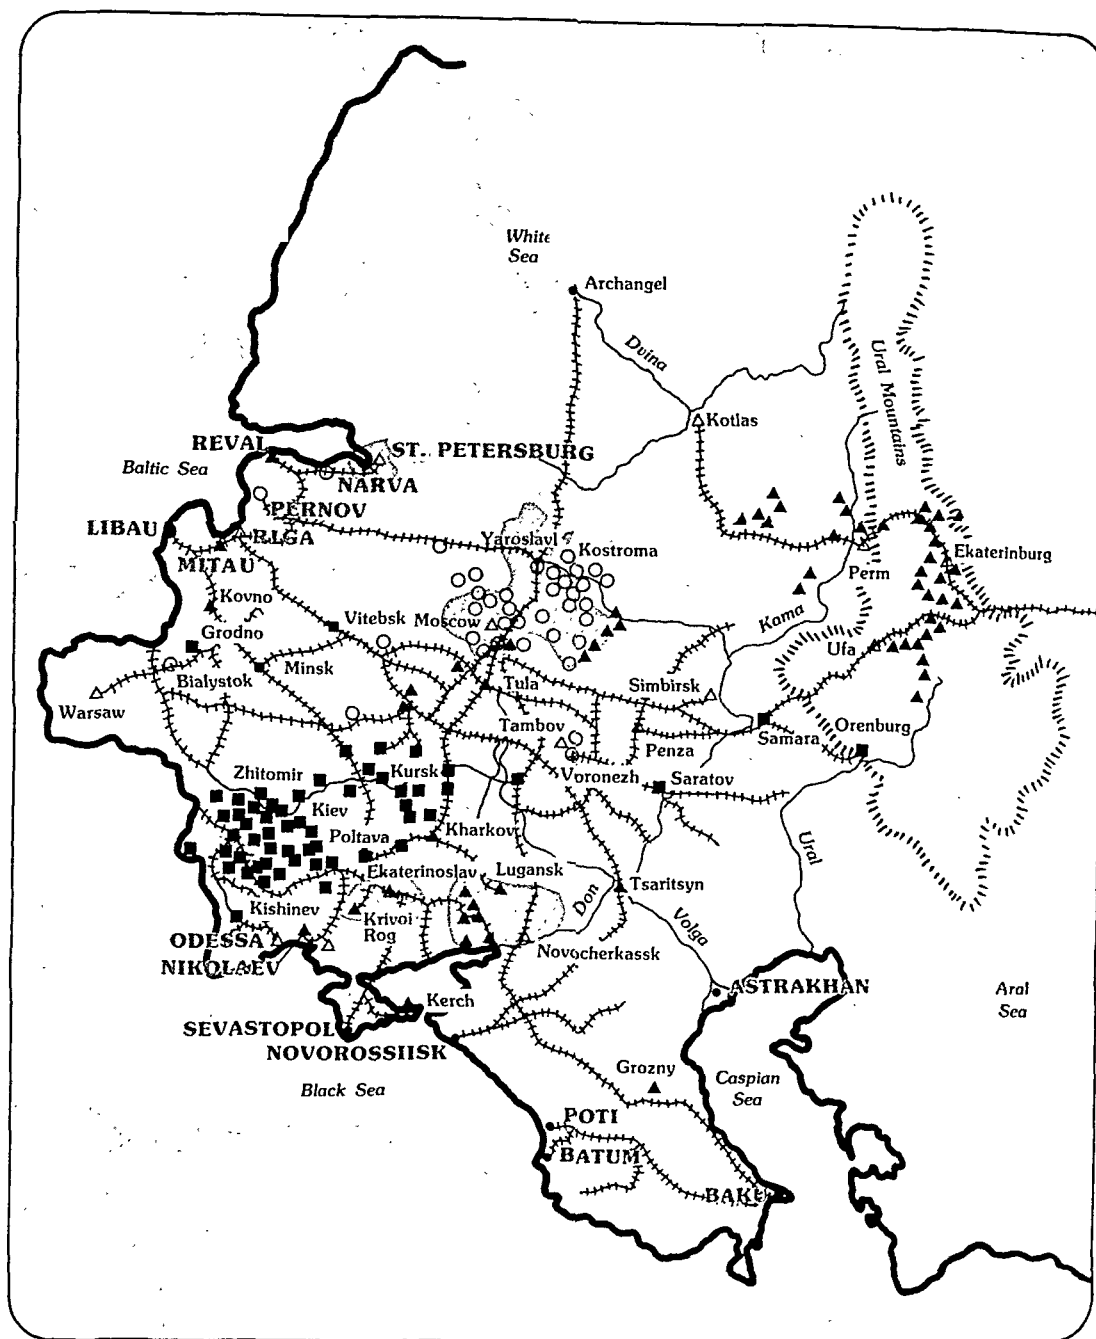 White
Sea
Archangel
Dvina
Ural Mountains
Kotlas
REVAL
ST. PETERSBURG
Baltic Sea
NARVA
PERNOV
LIBAU
RIGA
MITAU
Yaroslavl
Kostroma
Ekaterinburg
Perm
Kovno
Kama
Vitebsk
Moscow
Grodno
Ufa
Minsk
Bialystok
Tula
Simbirsk
Warsaw
Tambov
Orenburg
Penza
Samara
Zhitomir
Kursk
Voronezh
Saratov
Kiev
Poltava
Kharkov
Ural
Ekaterinoslav
Lugansk
Tsaritsyn
Don
Kishinev
Krivoi
Rog
Volga
ODESSA
NIKOLAEV
Novocherkassk
ASTRAKHAN
Aral
Sea
Kerch
SEVASTOPOL
NOVOROSSIISK
Grozny
Caspian
Sea
Black Sea
POTI
BATUM
BAKU